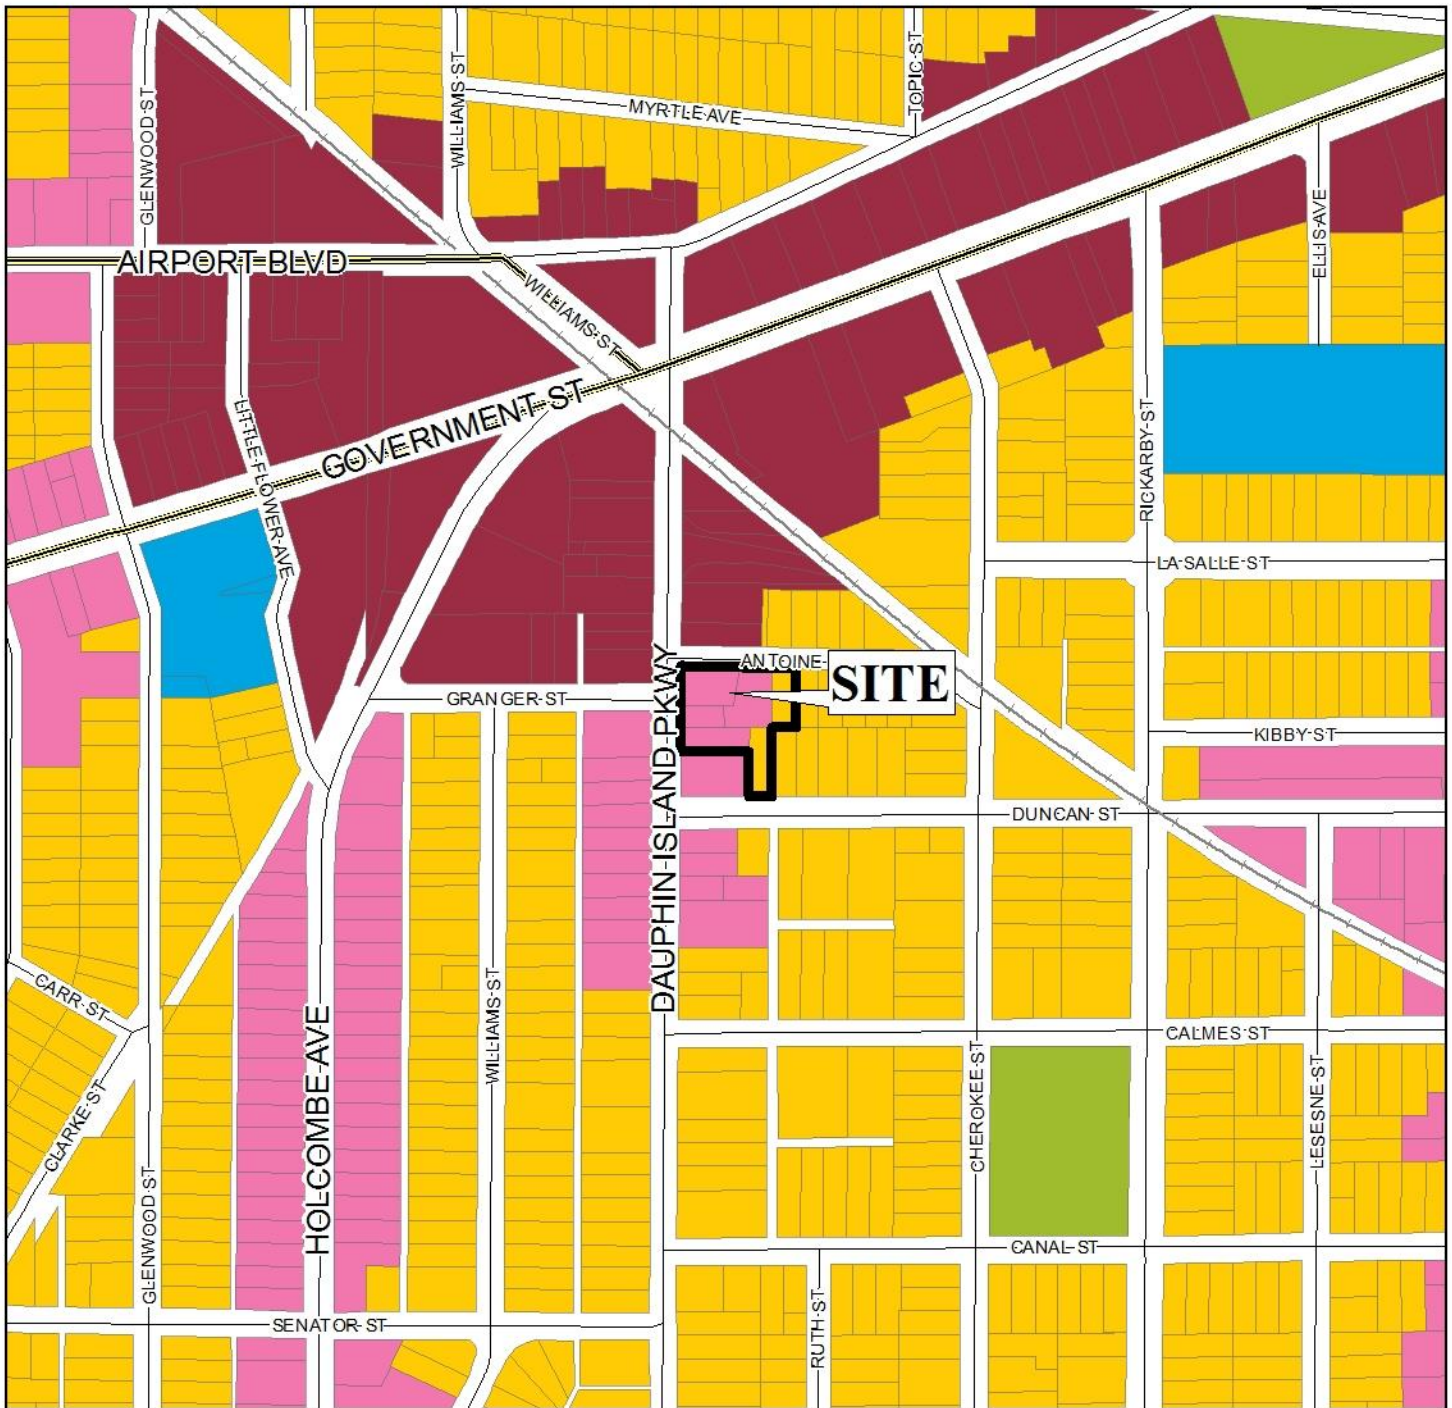 GLENWOOD ST
WILLIAMS ST
MYRTLE AVE
TOPIC ST
AIRPORT BLVD
WILLIAMS ST
ELLIS AVE
GOVERNMENT ST
LITTLE FLOWER AVE
RICKARBY ST
LA SALLE ST
ANTOINE
SITE
GRANGER ST
DAUPHIN ISLAND PKWY
KIBBY ST
DUNCAN ST
CARR ST
WILLIAMS ST
HOLCOMBE AVE
CALMES ST
CHEROKEE ST
LESESNE ST
CLARKE ST
GLENWOOD ST
CANAL ST
SENATOR ST
RUTH ST